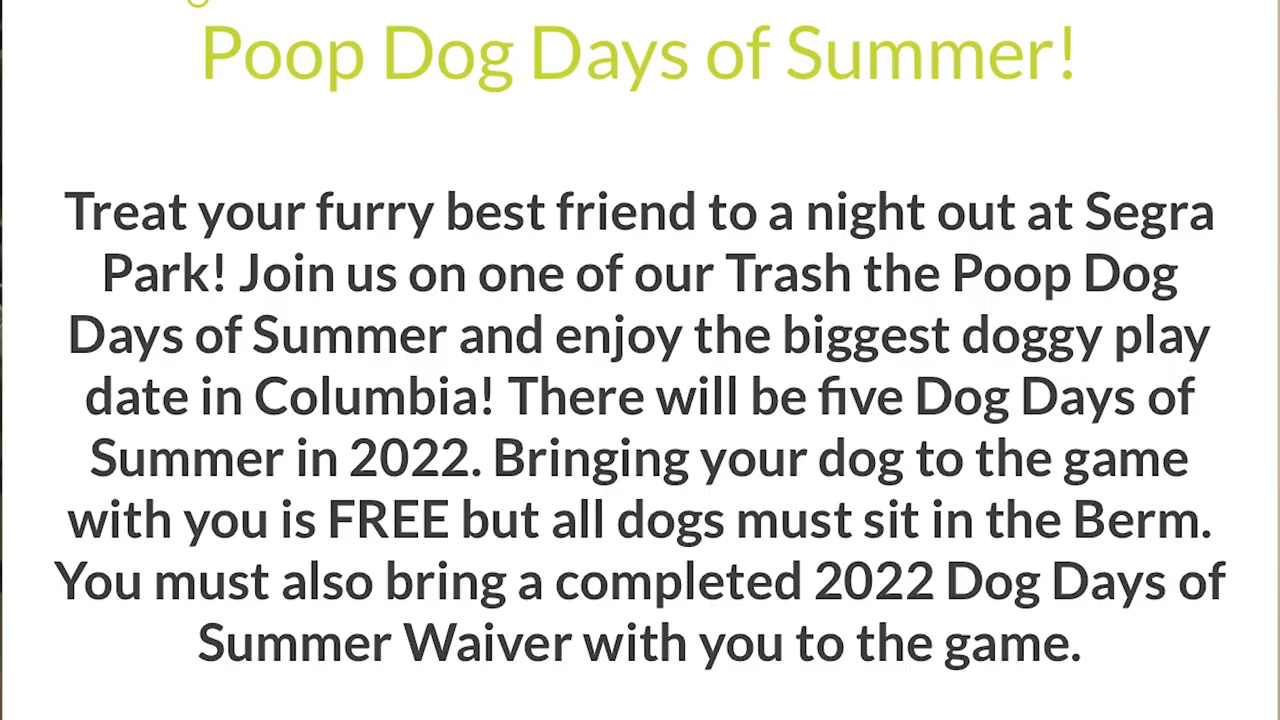 Poop Dog Days of Summer!
Treat your furry best friend to a night out at Segra
Park! Join us on one of our Trash the Poop Dog
Days of Summer and enjoy the biggest doggy play
date in Columbia! There will be five Dog Days of
Summer in 2022. Bringing your dog to the game
with you is FREE but all dogs must sit in the Berm.
You must also bring a completed 2022 Dog Days of
Summer Waiver with you to the game.